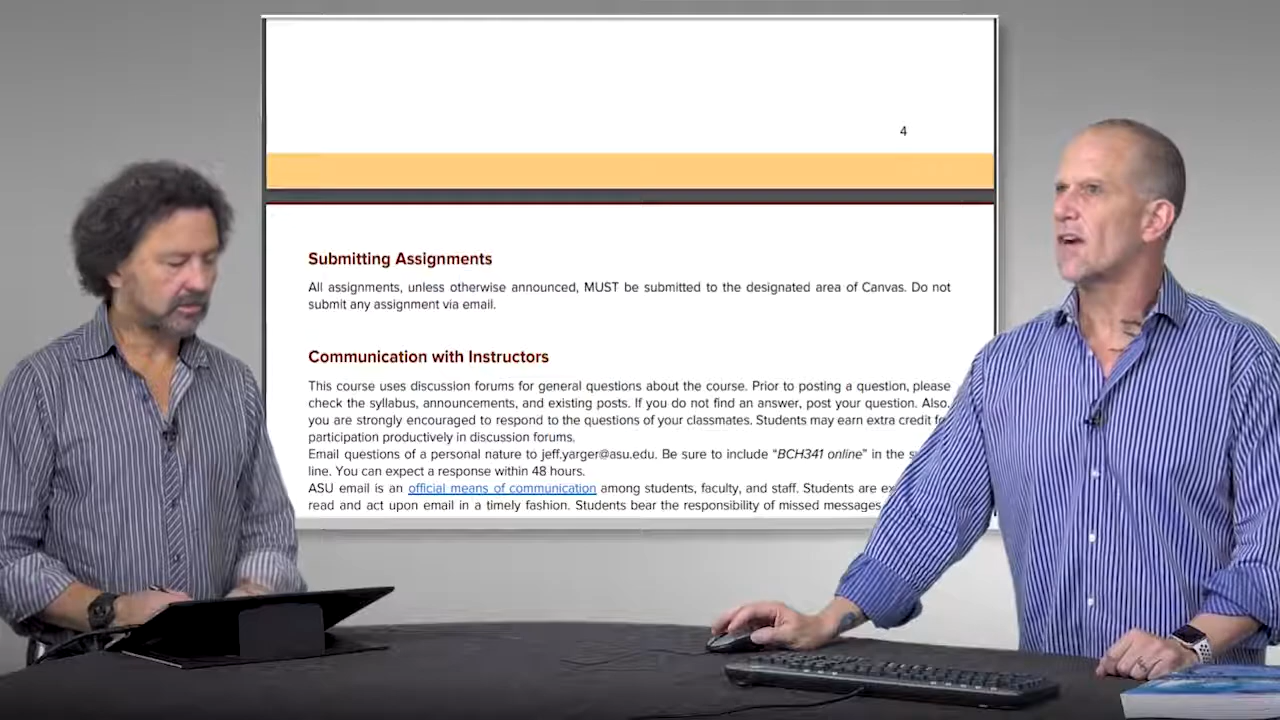 4
Submitting Assignments
All assignments, unless otherwise announced, MUST be submitted to the designated area of Canvas. Do not
submit any assignment via email.
Communication with Instructors
This course uses discussion forums for general questions about the course. Prior to posting a question, please
check the syllabus, announcements, and existing posts. If you do not find an answer, post your question. Also,
you are strongly encouraged to respond to the questions of your classmates. Students may earn extra credit
participation productively in discussion forums.
Email questions of a personal nature to jeff.yarger@asu.edu. Be sure to include “BCH341 online” in the
line. You can expect a response within 48 hours.
ASU email is an official means of communication among students, faculty, and staff. Students are
read and act upon email in a timely fashion. Students bear the responsibility of missed messages